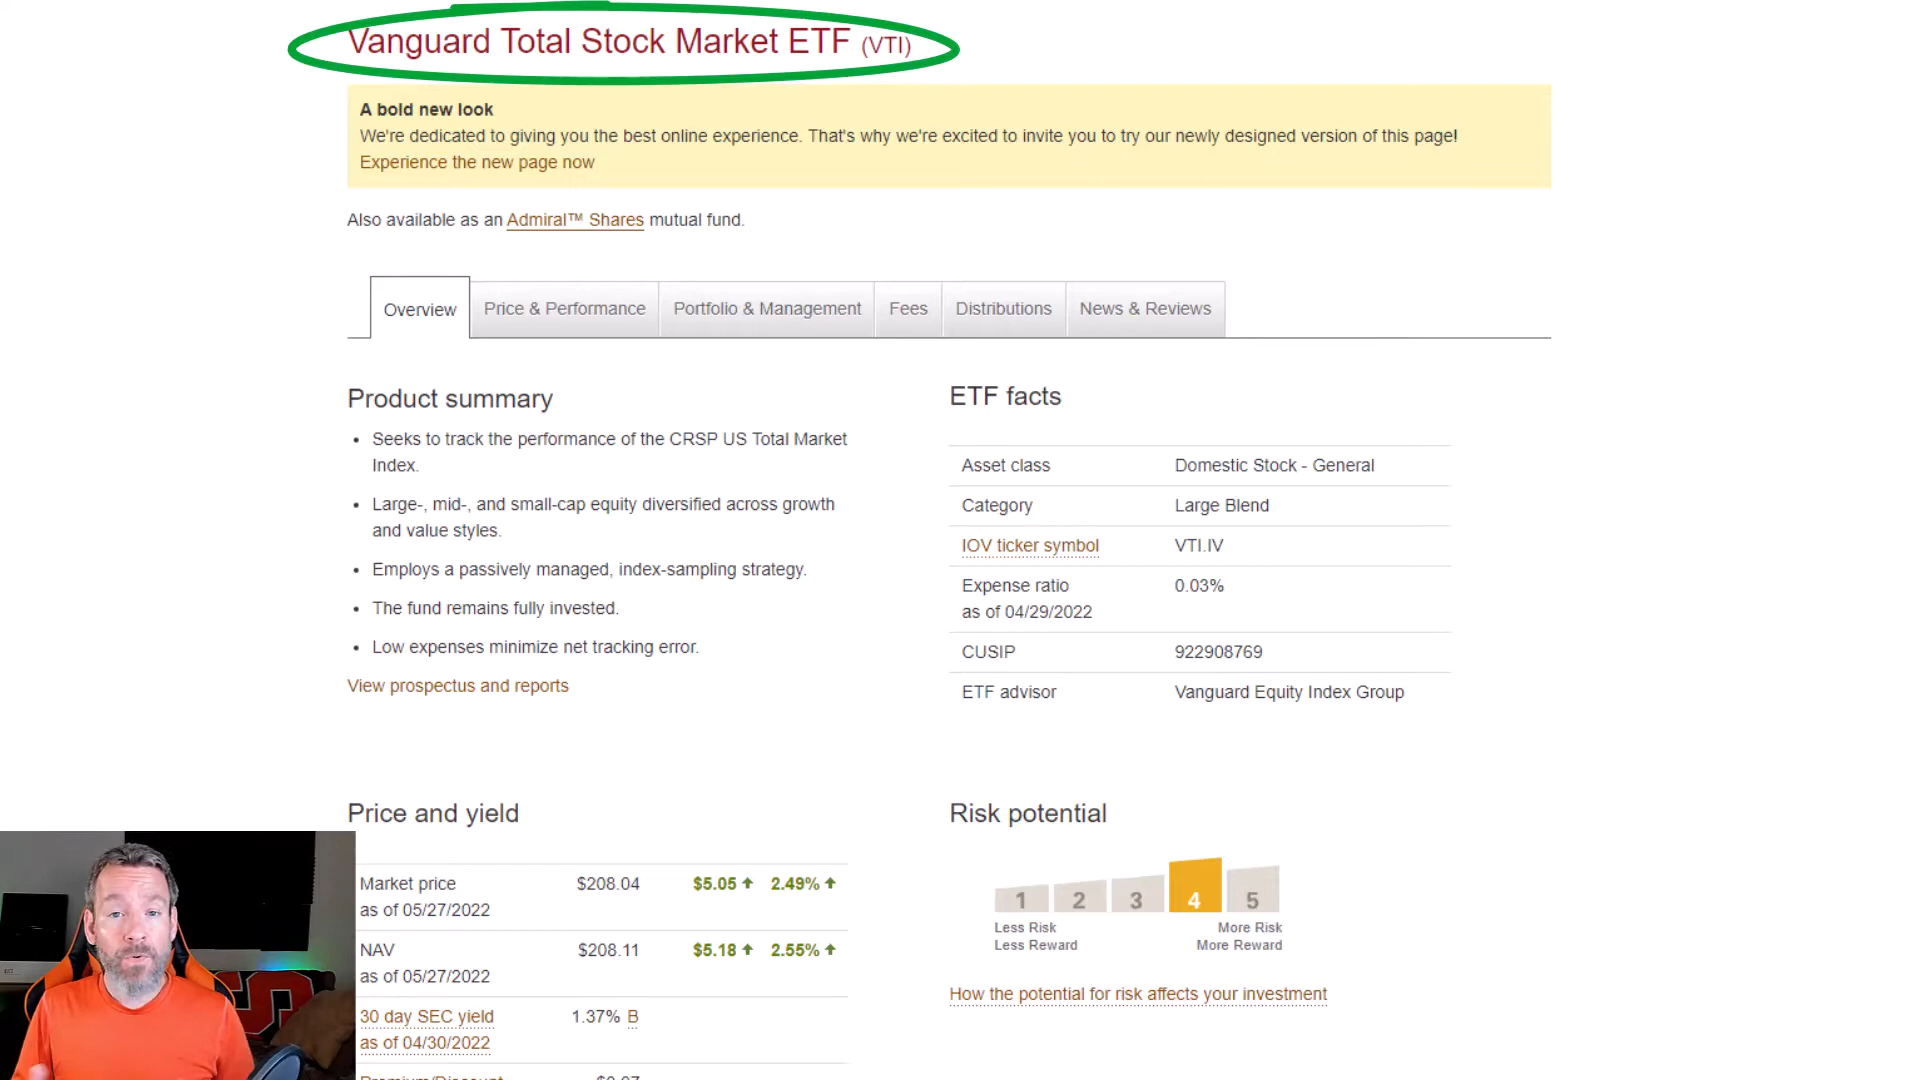 Vanguard Total Stock Market ETF (VTI)
A bold new look
We're dedicated to giving you the best online experience. That's why we're excited to invite you to try our newly designed version of this page!
Experience the new page now
Also available as an Admiral™ Shares mutual fund.
Overview
Price & Performance
Portfolio & Management
Fees
Distributions
News & Reviews
Product summary
• Seeks to track the performance of the CRSP US Total Market
Index.
• Large-, mid-, and small-cap equity diversified across growth
and value styles.
• Employs a passively managed, index-sampling strategy.
• The fund remains fully invested.
• Low expenses minimize net tracking error.
View prospectus and reports
ETF facts
Asset class Domestic Stock - General
Category Large Blend
IOV ticker symbol VTI.IV
Expense ratio 0.03%
as of 04/29/2022
CUSIP 922908769
ETF advisor Vanguard Equity Index Group
Price and yield
Market price $208.04 $5.05 2.49%
as of 05/27/2022
NAV $208.11 $5.18 2.55%
as of 05/27/2022
30 day SEC yield 1.37% B
as of 04/30/2022
Risk potential
1 2 3 4 5
Less Risk More Risk
Less Reward More Reward
How the potential for risk affects your investment